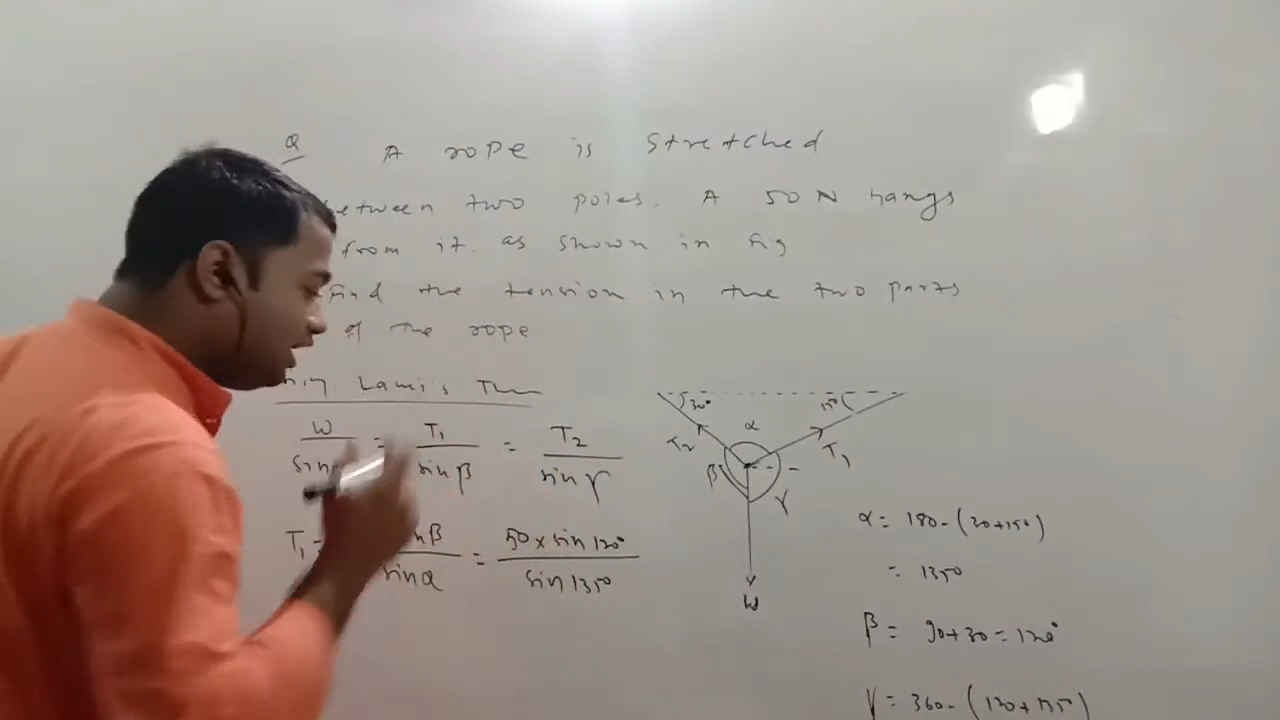 Q A rope is stretched
between two poles. A 50 N hangs
from it. as shown in fig
Find the tension in the two parts
of the rope
Lami's Thm
W/sin = T₁/sin β = T₂/sin γ
T₁ = sin β/sin α = 50 × sin 120°/sin 135°
30° 15°
α
T₂ T₁
β
γ
W
α = 180 - (30+15°)
= 135°
β = 90+30 = 120°
γ = 360 - (120 + 135)